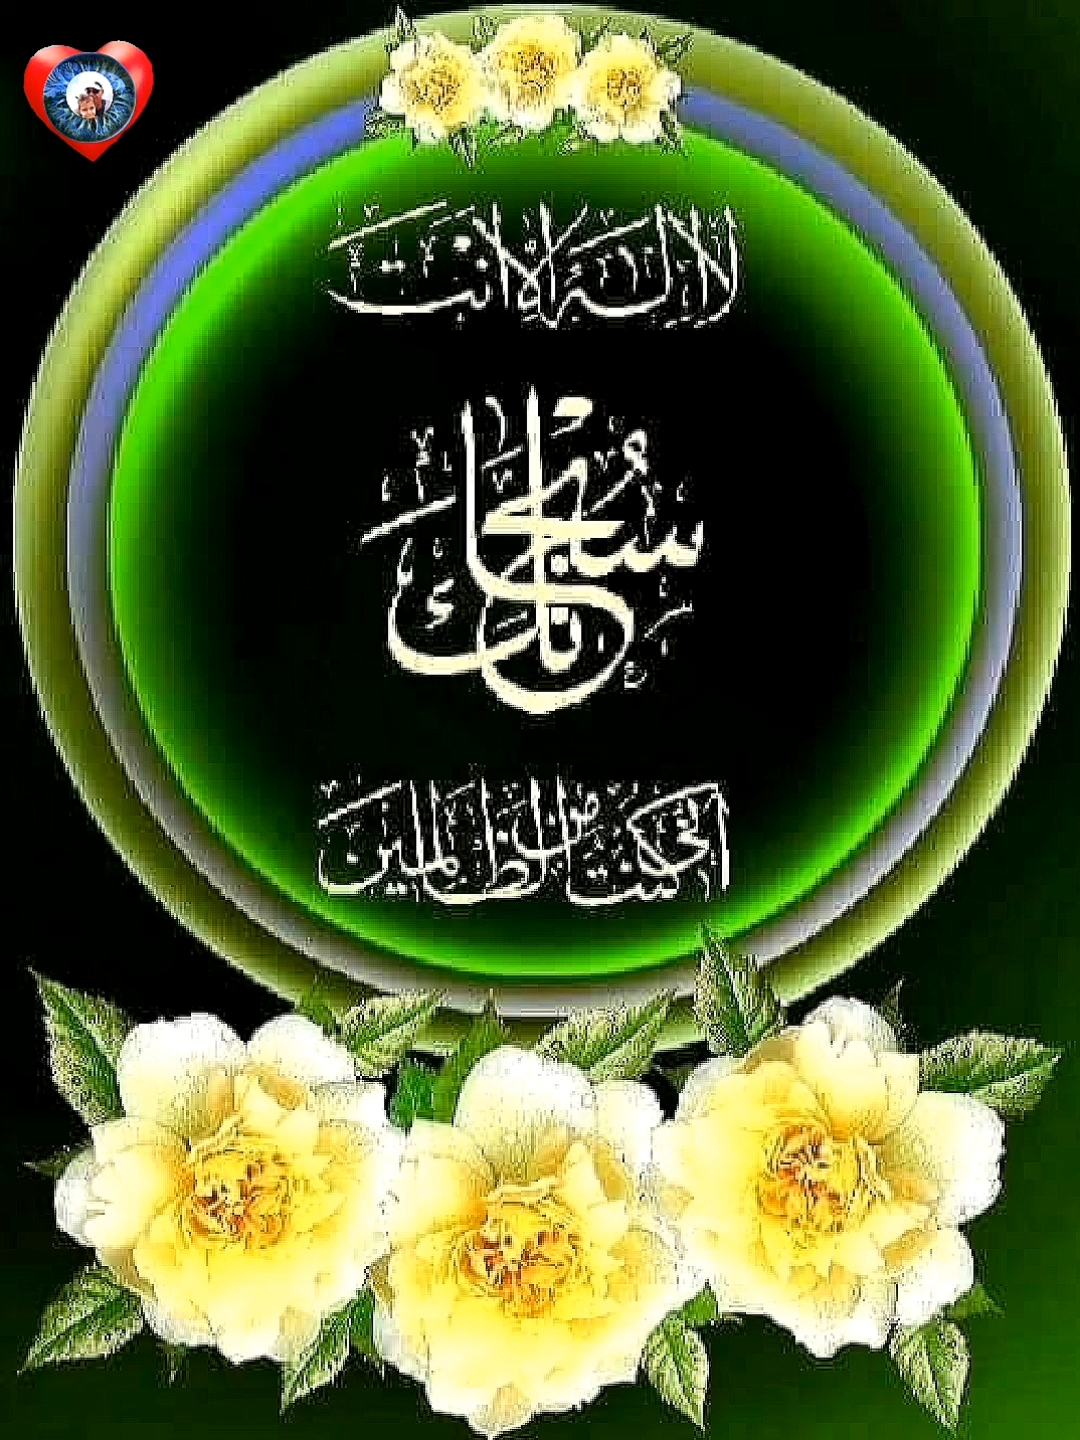 لا إله إلا أنت
سبحانك
إني كنت من الظالمين